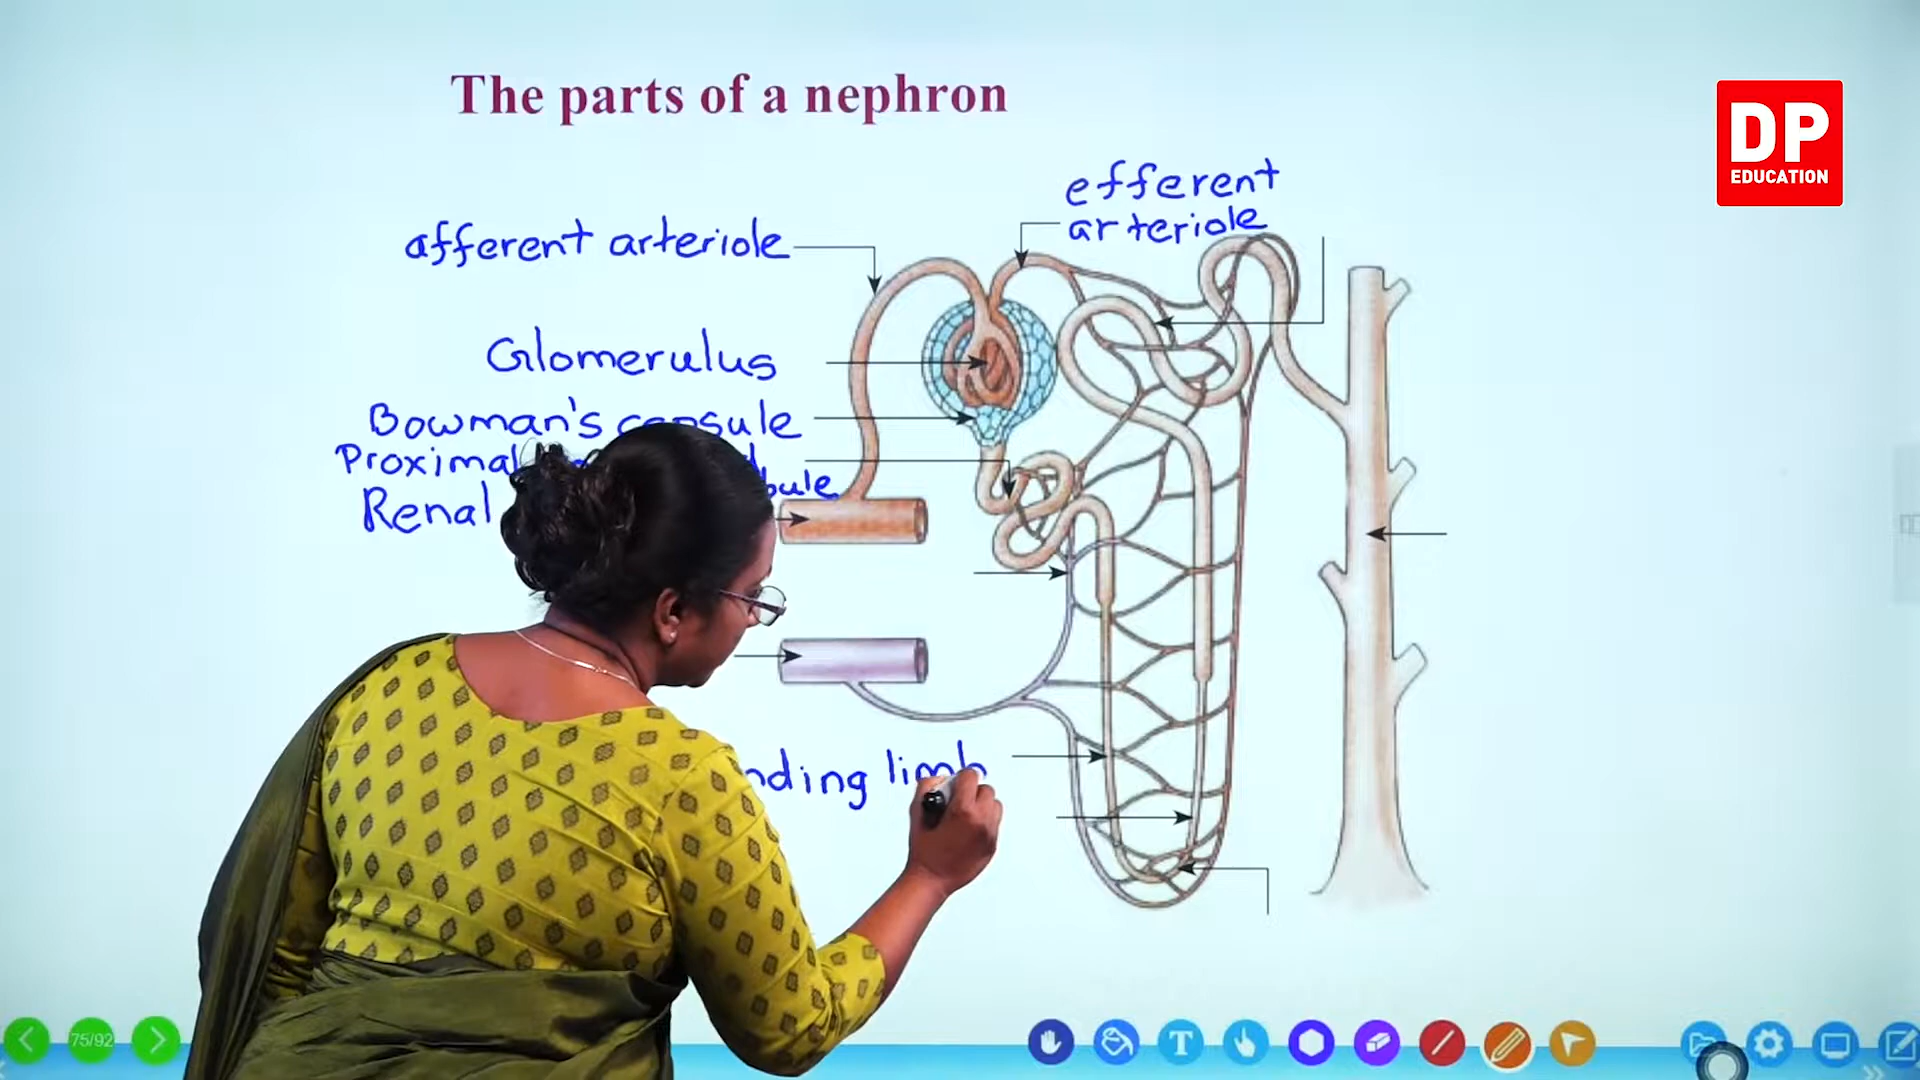 The parts of a nephron
DP
EDUCATION
efferent
arteriole
afferent arteriole
Glomerulus
Bowman's capsule
Proximal
bule
Renal
nding limb
75/92
T